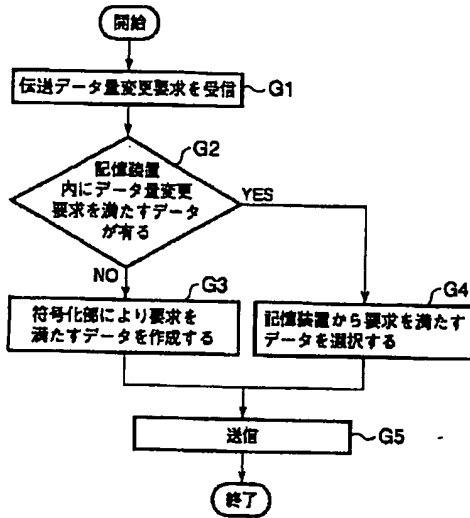 開始
伝送データ量変更要求を受信
G1
G2
記憶装置
内にデータ量変更
要求を満たすデータ
が有る
YES
NO
G3
符号化部により要求を
満たすデータを作成する
G4
記憶装置から要求を満たす
データを選択する
送信
G5
終了